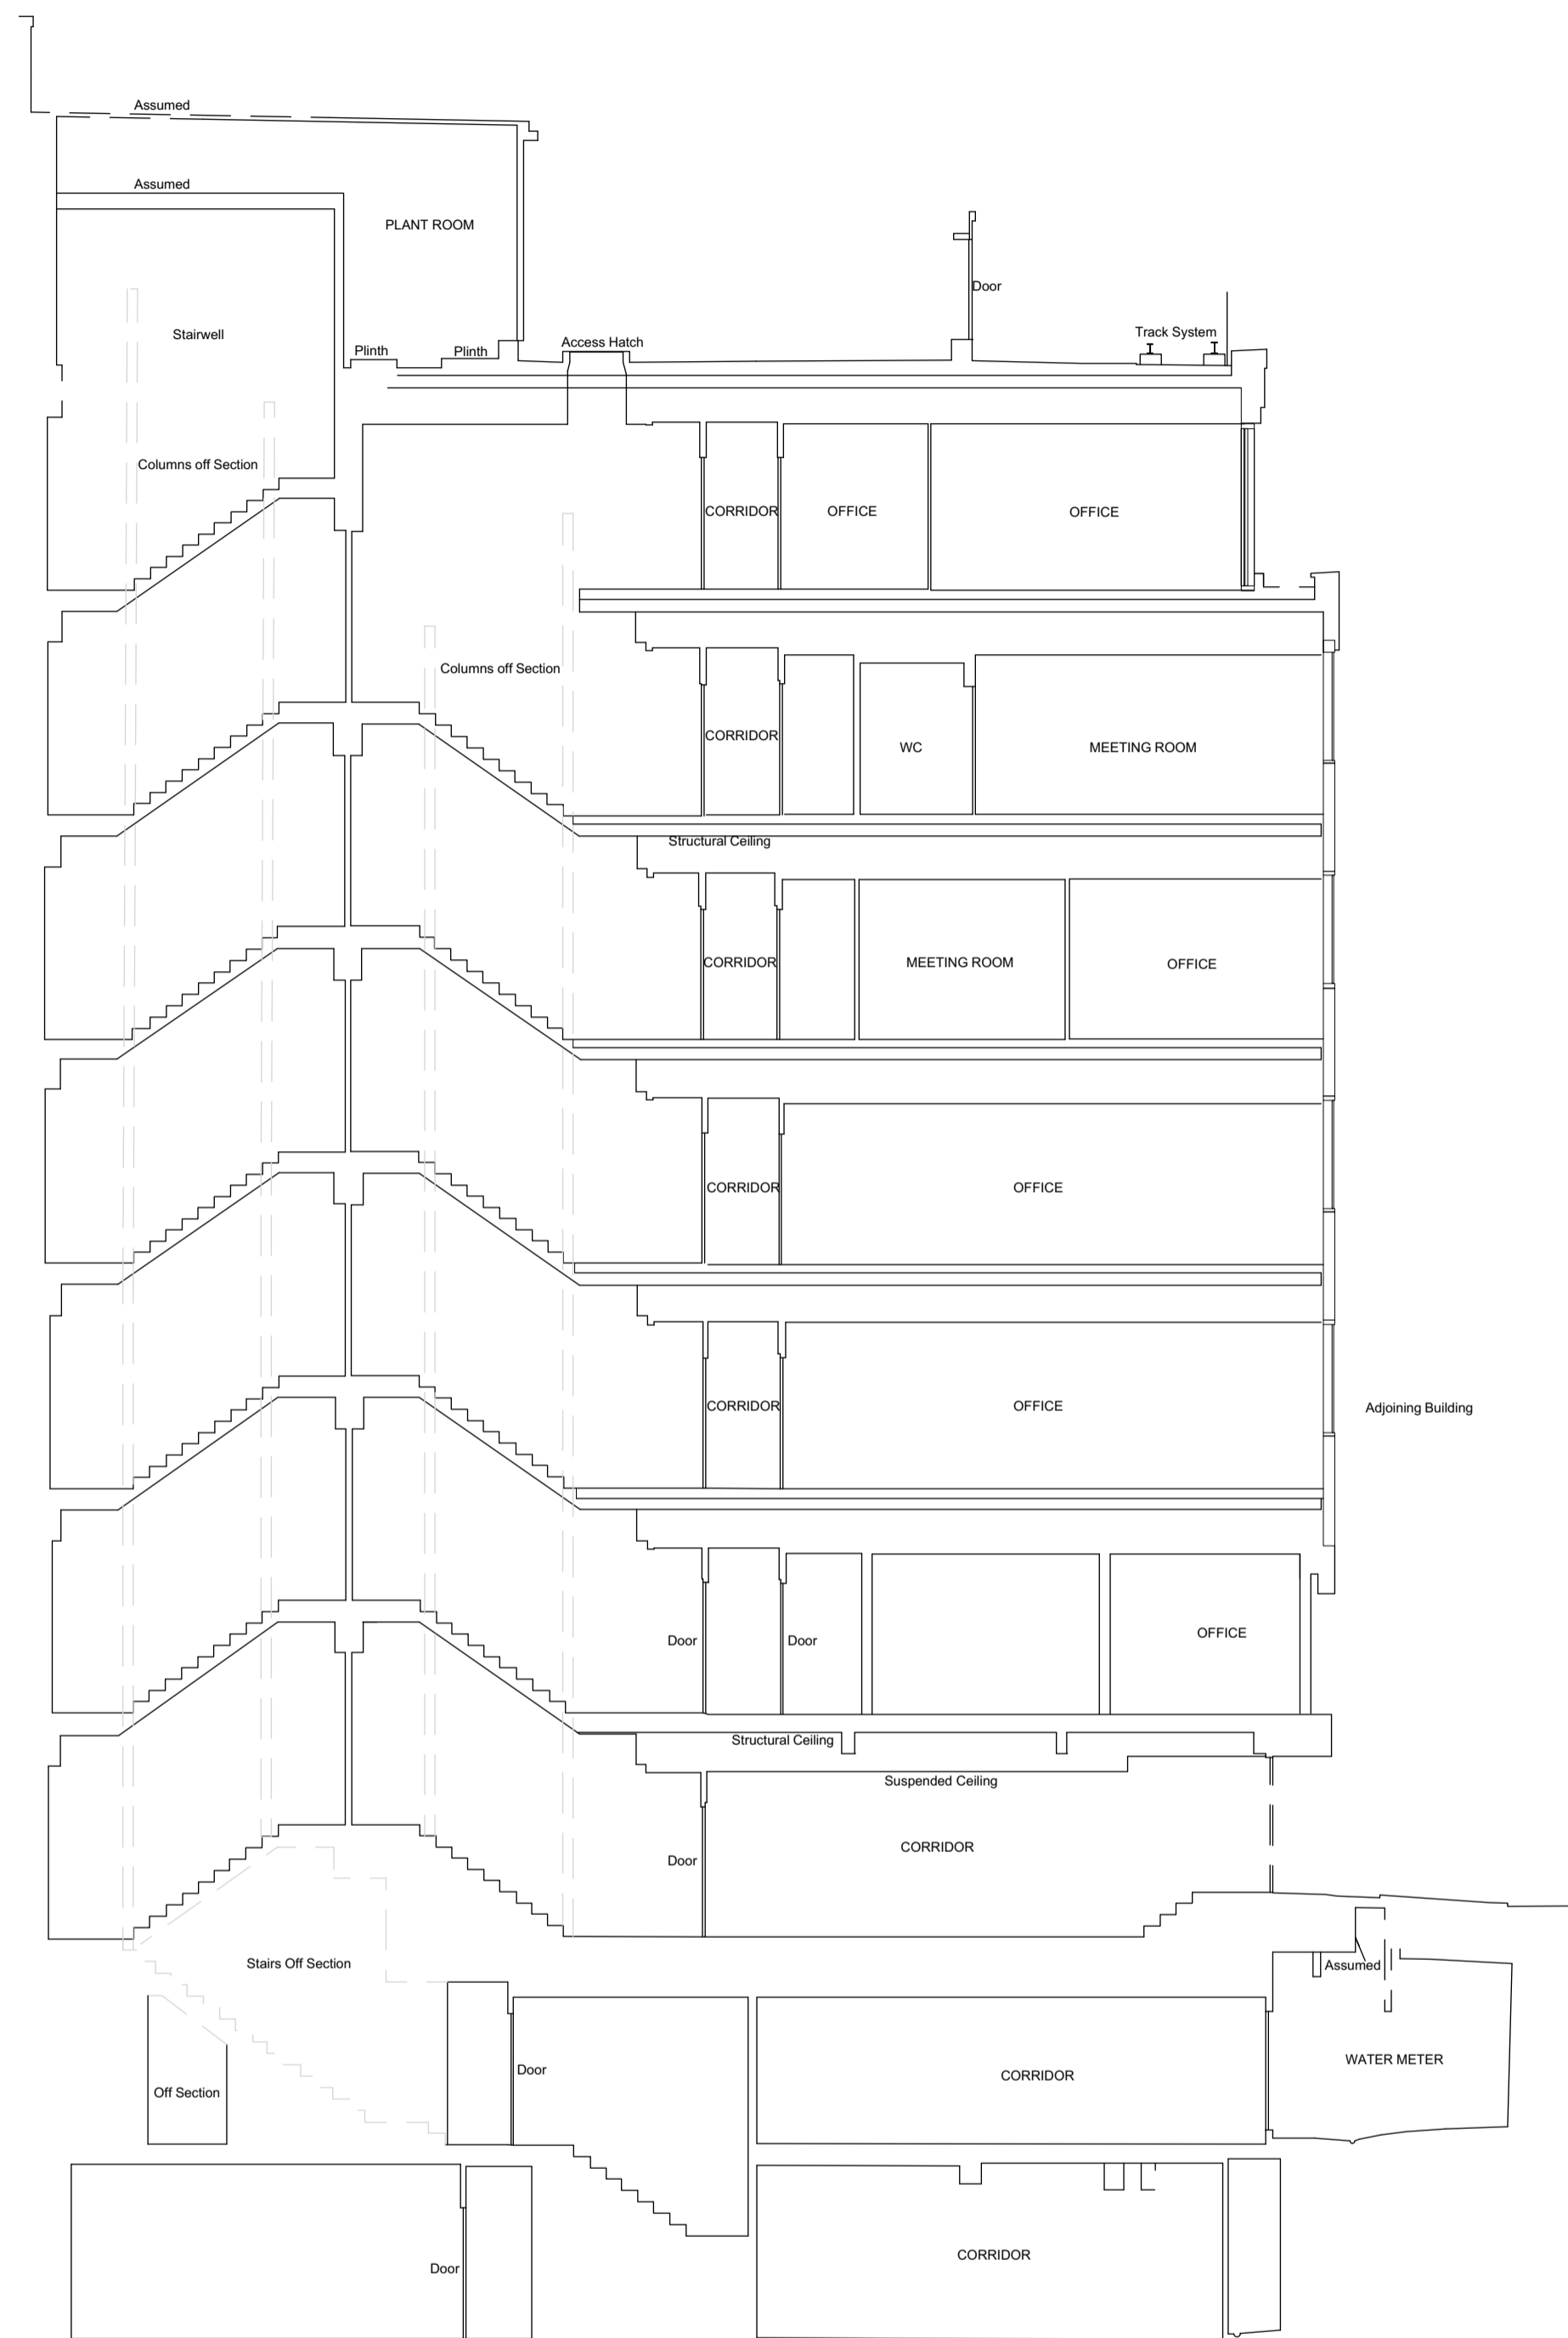 Assumed
Assumed
PLANT ROOM
Door
Stairwell
Track System
Access Hatch
Plinth
Plinth
Columns off Section
CORRIDOR
OFFICE
OFFICE
Columns off Section
CORRIDOR
WC
MEETING ROOM
Structural Ceiling
CORRIDOR
MEETING ROOM
OFFICE
CORRIDOR
OFFICE
CORRIDOR
OFFICE
Adjoining Building
OFFICE
Door
Door
Structural Ceiling
Suspended Ceiling
CORRIDOR
Door
Stairs Off Section
Assumed
WATER METER
Door
CORRIDOR
Off Section
CORRIDOR
Door